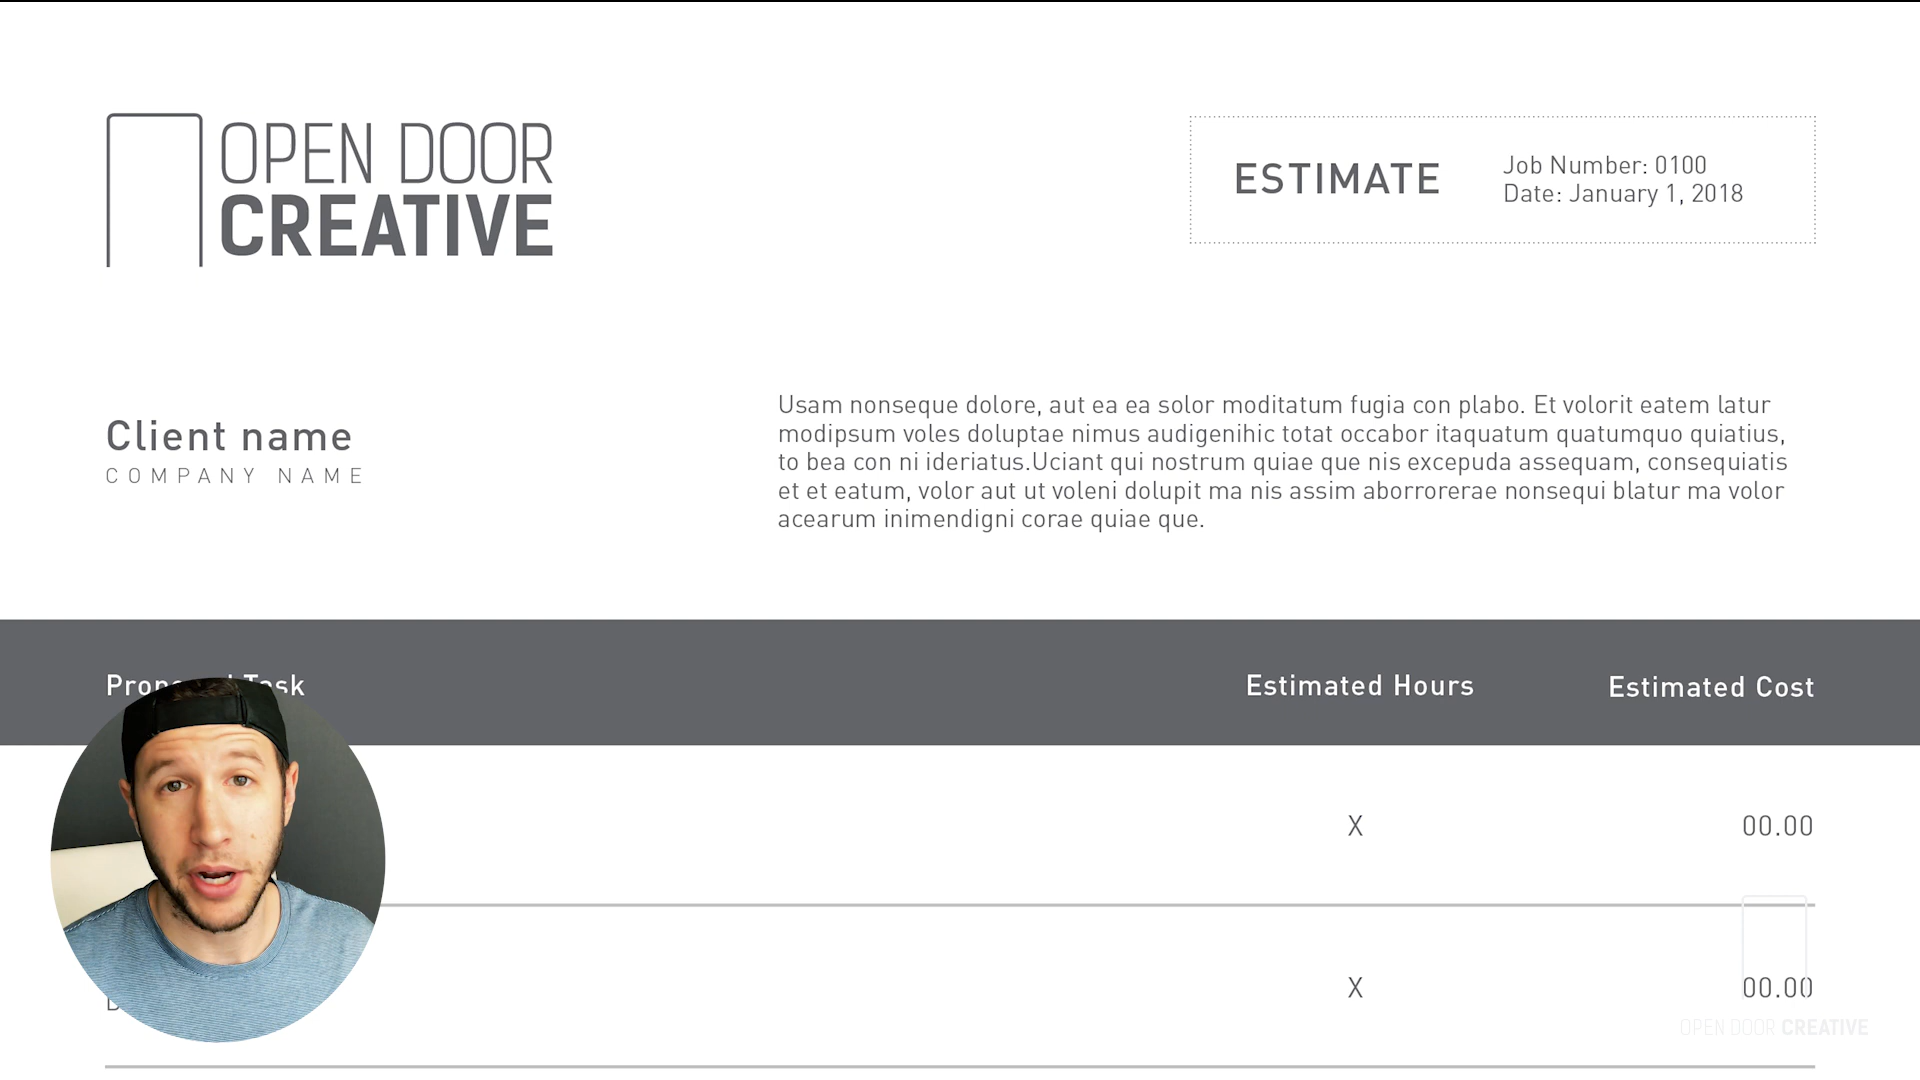 OPEN DOOR
CREATIVE
ESTIMATE
Job Number: 0100
Date: January 1, 2018
Client name
COMPANY NAME
Usam nonseque dolore, aut ea ea solor moditatum fugia con plabo. Et volorit eatem latur
modipsum voles doluptae nimus audigenihic totat occabor itaquatum quatumquo quiatius,
to bea con ni ideriatus.Uciant qui nostrum quiae que nis excepuda assequam, consequiatis
et et eatum, volor aut ut voleni dolupit ma nis assim aborrorerae nonsequi blatur ma volor
acearum inimendigni corae quiae que.
Estimated Hours
Estimated Cost
X
00.00
X
00.00
OPEN DOOR CREATIVE